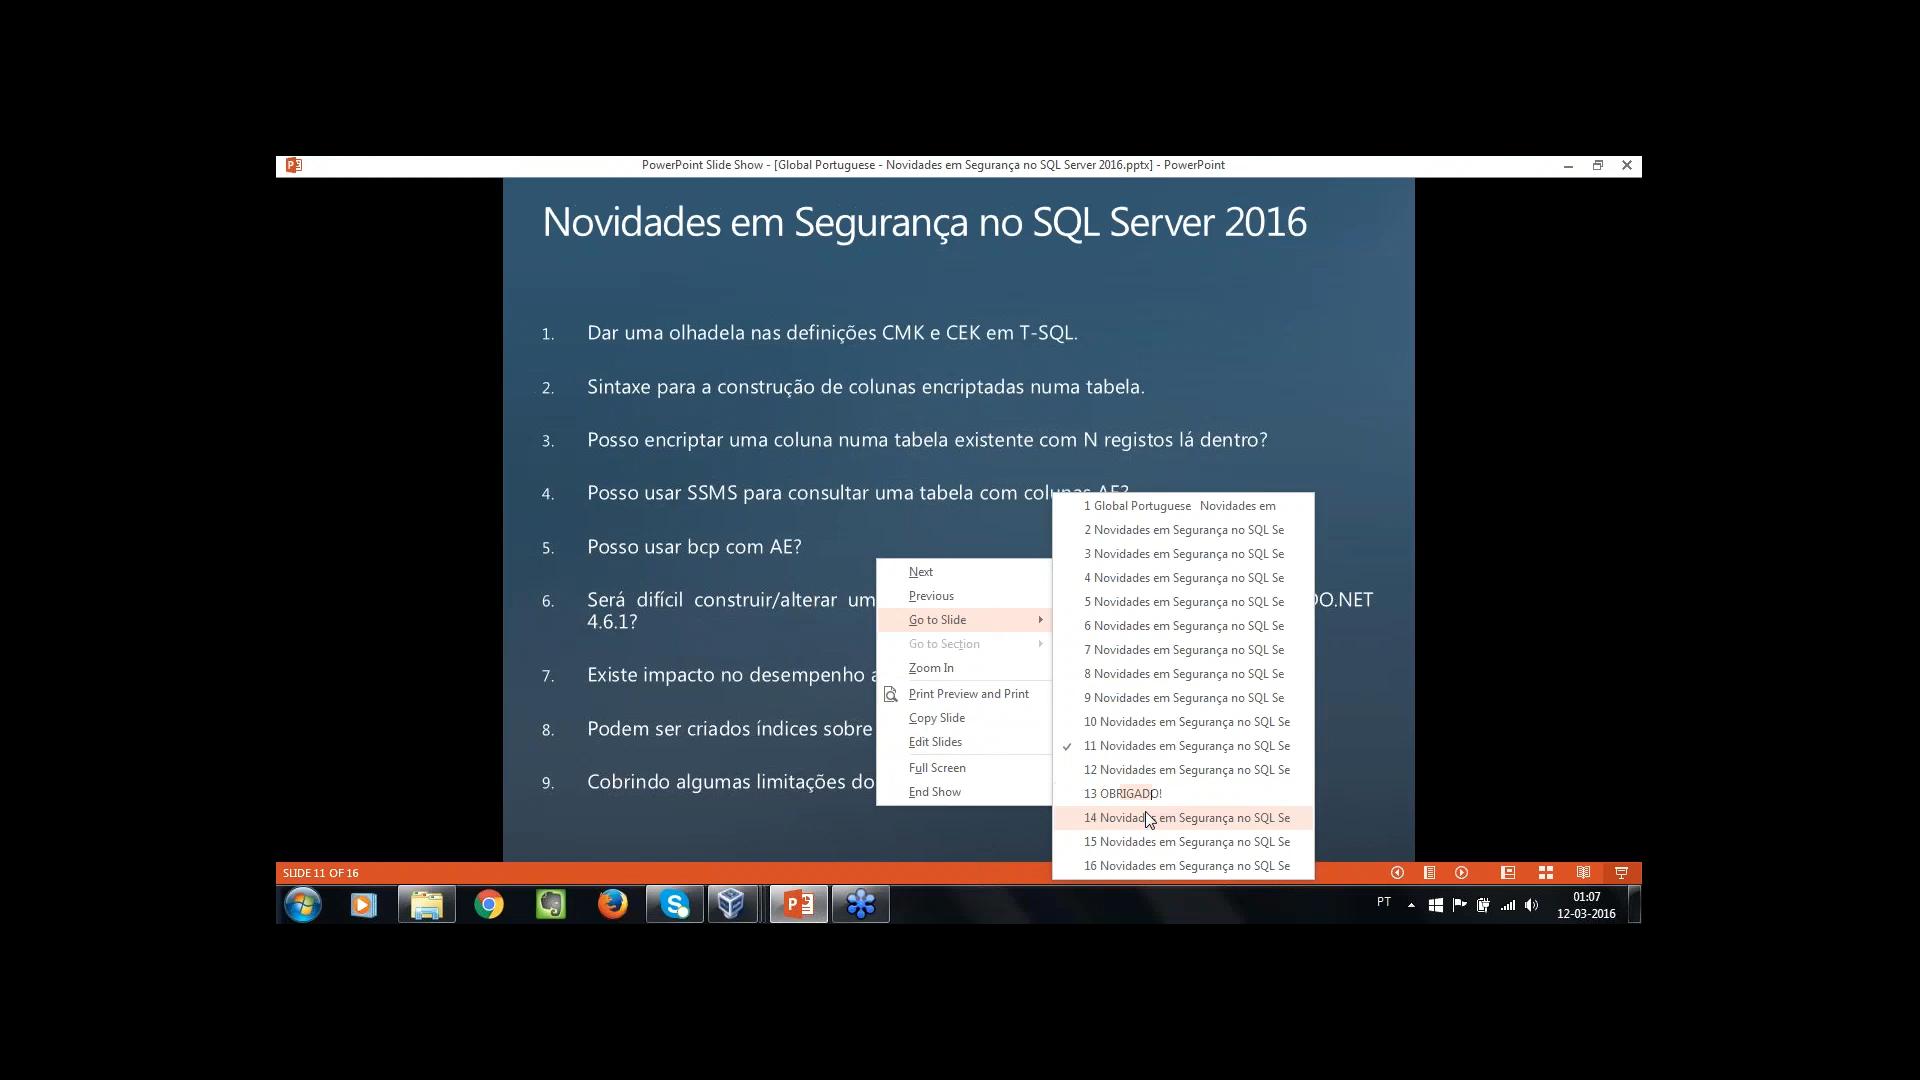 PowerPoint Slide Show - [Global Portuguese - Novidades em Segurança no SQL Server 2016.pptx] - PowerPoint
Novidades em Segurança no SQL Server 2016
1. Dar uma olhadela nas definições CMK e CEK em T-SQL.
2. Sintaxe para a construção de colunas encriptadas numa tabela.
3. Posso encriptar uma coluna numa tabela existente com N registos lá dentro?
4. Posso usar SSMS para consultar uma tabela com colunas AE?
5. Posso usar bcp com AE?
6. Será difícil construir/alterar um
DO.NET
4.6.1?
7. Existe impacto no desempenho
8. Podem ser criados índices sobre
9. Cobrindo algumas limitações do
Next
Previous
Go to Slide
Go to Section
Zoom In
Print Preview and Print
Copy Slide
Edit Slides
Full Screen
End Show
1 Global Portuguese Novidades em
2 Novidades em Segurança no SQL Se
3 Novidades em Segurança no SQL Se
4 Novidades em Segurança no SQL Se
5 Novidades em Segurança no SQL Se
6 Novidades em Segurança no SQL Se
7 Novidades em Segurança no SQL Se
8 Novidades em Segurança no SQL Se
9 Novidades em Segurança no SQL Se
10 Novidades em Segurança no SQL Se
11 Novidades em Segurança no SQL Se
12 Novidades em Segurança no SQL Se
13 OBRIGADO!
14 Novidades em Segurança no SQL Se
15 Novidades em Segurança no SQL Se
16 Novidades em Segurança no SQL Se
SLIDE 11 OF 16
PT
01:07
12-03-2016